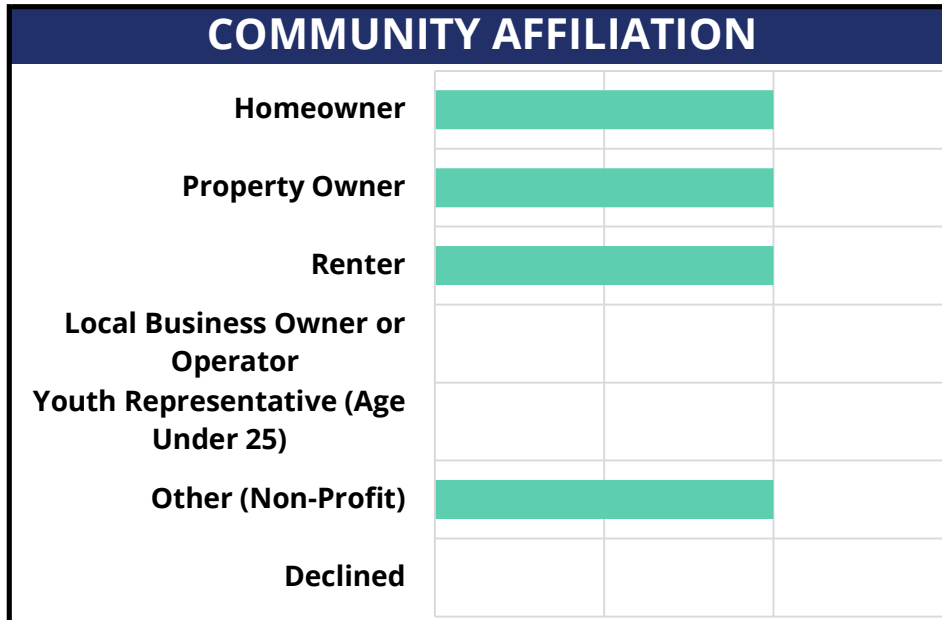 COMMUNITY AFFILIATION
Homeowner
Property Owner
Renter
Local Business Owner or
Operator
Youth Representative (Age
Under 25)
Other (Non-Profit)
Declined